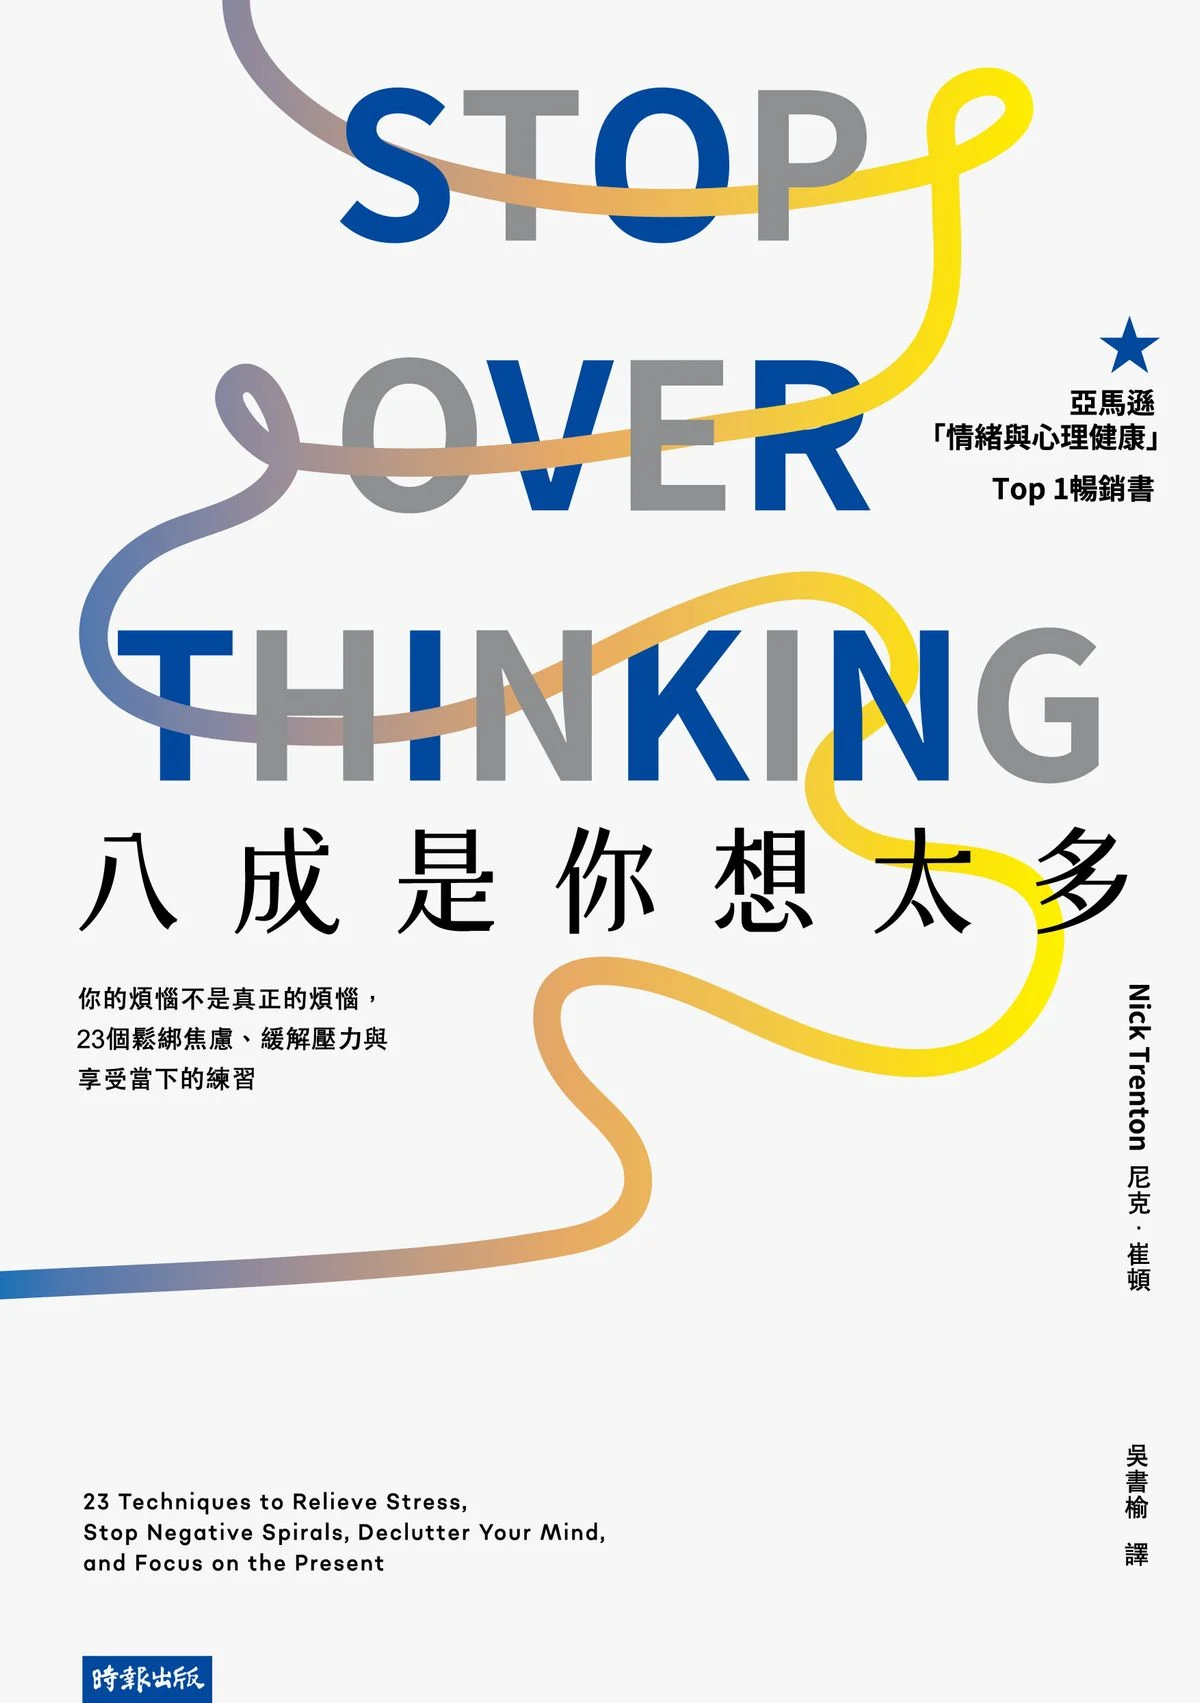 STOP
OVER
THINKING
亞馬遜
「情緒與心理健康」
Top 1暢銷書
八成是你想太多
你的煩惱不是真正的煩惱，
23個鬆綁焦慮、緩解壓力與
享受當下的練習
Nick Trenton 尼克．崔頓
吳書榆 譯
23 Techniques to Relieve Stress,
Stop Negative Spirals, Declutter Your Mind,
and Focus on the Present
時報出版